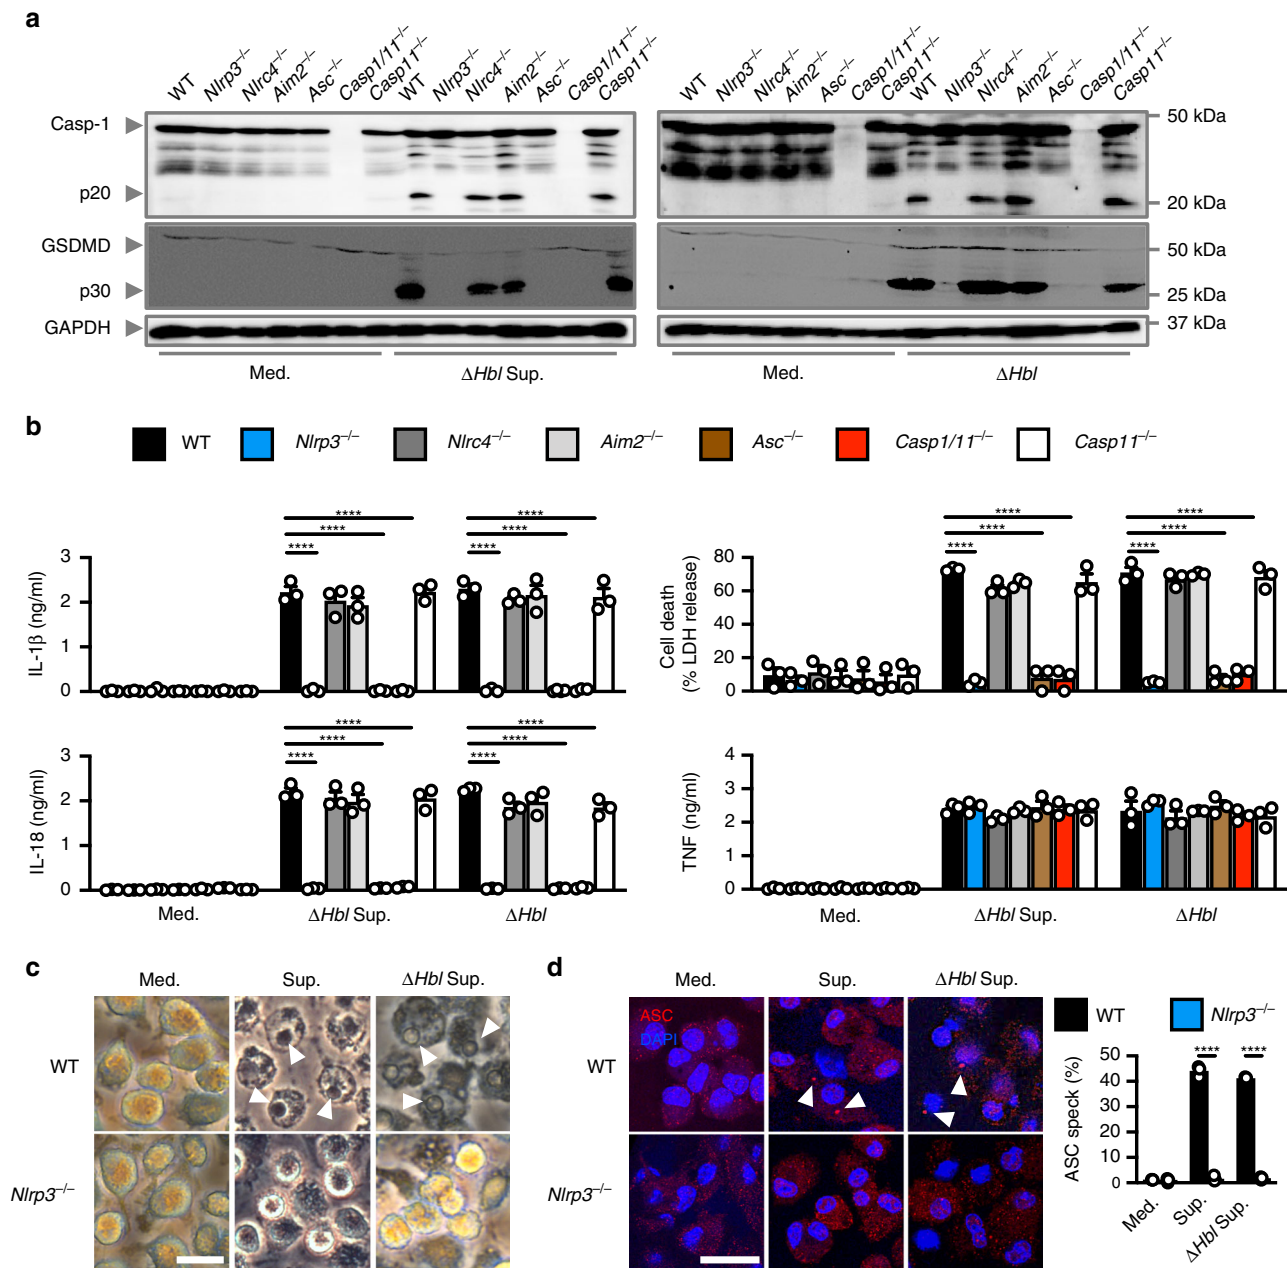 a
WT Nlrp3–/– Nlrc4–/– Aim2–/– Asc–/– Casp1/11–/– Casp11–/– WT Nlrp3–/– Nlrc4–/– Aim2–/– Asc–/– Casp1/11–/– Casp11–/–
WT Nlrp3–/– Nlrc4–/– Aim2–/– Asc–/– Casp1/11–/– Casp11–/– WT Nlrp3–/– Nlrc4–/– Aim2–/– Asc–/– Casp1/11–/– Casp11–/–
Casp-1
50 kDa
p20
20 kDa
GSDMD
50 kDa
p30
25 kDa
GAPDH
37 kDa
Med.
ΔHbl Sup.
Med.
ΔHbl
b
WT Nlrp3–/– Nlrc4–/– Aim2–/– Asc–/– Casp1/11–/– Casp11–/–
IL-1β (ng/ml)
3
2
1
0
****
****
****
****
****
****
Cell death
(% LDH release)
80
60
40
20
0
****
****
****
****
****
****
IL-18 (ng/ml)
3
2
1
0
****
****
****
****
****
****
Med.
ΔHbl Sup.
ΔHbl
TNF (ng/ml)
4
3
2
1
0
Med.
ΔHbl Sup.
ΔHbl
c
Med.
Sup.
ΔHbl Sup.
WT
Nlrp3–/–
d
Med.
Sup.
ΔHbl Sup.
ASC
DAPI
WT
Nlrp3–/–
WT
Nlrp3–/–
ASC speck (%)
50
40
30
20
10
0
****
****
Med.
Sup.
ΔHbl Sup.